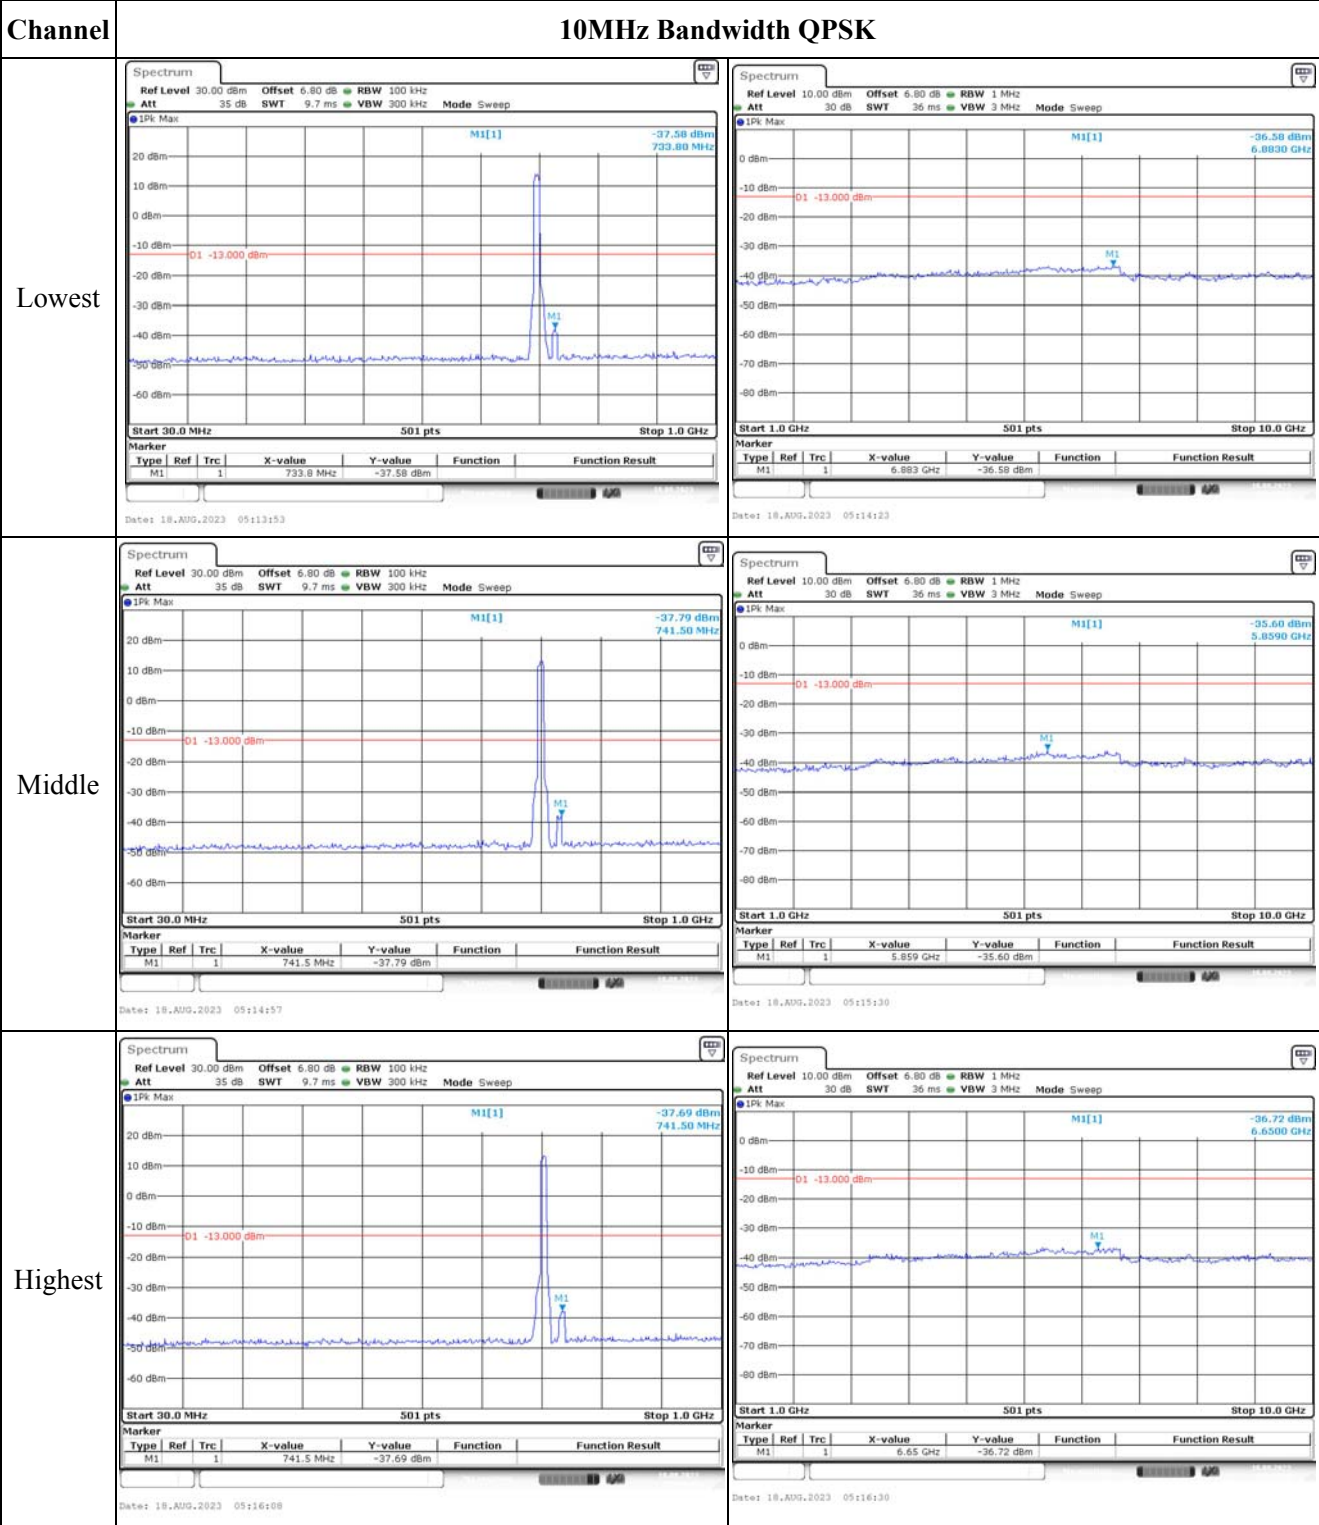 Channel 10MHz Bandwidth QPSK
Lowest
Spectrum
Ref Level 30.00 dBm Offset 6.80 dB RBW 100 kHz
Att 35 dB SWT 9.7 ms VBW 300 kHz Mode Sweep
1Pk Max
M1[1] -37.58 dBm
733.80 MHz
20 dBm
10 dBm
0 dBm
-10 dBm
D1 -13.000 dBm
-20 dBm
-30 dBm
M1
-40 dBm
-50 dBm
-60 dBm
Start 30.0 MHz 501 pts Stop 1.0 GHz
Marker
Type Ref Trc X-value Y-value Function Function Result
M1 1 733.8 MHz -37.58 dBm
Date: 18.AUG.2023 05:13:53
Spectrum
Ref Level 10.00 dBm Offset 6.80 dB RBW 1 MHz
Att 30 dB SWT 36 ms VBW 3 MHz Mode Sweep
1Pk Max
M1[1] -36.58 dBm
6.8830 GHz
0 dBm
-10 dBm
D1 -13.000 dBm
-20 dBm
-30 dBm
M1
-40 dBm
-50 dBm
-60 dBm
-70 dBm
-80 dBm
Start 1.0 GHz 501 pts Stop 10.0 GHz
Marker
Type Ref Trc X-value Y-value Function Function Result
M1 1 6.883 GHz -36.58 dBm
Date: 18.AUG.2023 05:14:23
Middle
Spectrum
Ref Level 30.00 dBm Offset 6.80 dB RBW 100 kHz
Att 35 dB SWT 9.7 ms VBW 300 kHz Mode Sweep
1Pk Max
M1[1] -37.79 dBm
741.50 MHz
20 dBm
10 dBm
0 dBm
-10 dBm
D1 -13.000 dBm
-20 dBm
-30 dBm
M1
-40 dBm
-50 dBm
-60 dBm
Start 30.0 MHz 501 pts Stop 1.0 GHz
Marker
Type Ref Trc X-value Y-value Function Function Result
M1 1 741.5 MHz -37.79 dBm
Date: 18.AUG.2023 05:14:57
Spectrum
Ref Level 10.00 dBm Offset 6.80 dB RBW 1 MHz
Att 30 dB SWT 36 ms VBW 3 MHz Mode Sweep
1Pk Max
M1[1] -35.60 dBm
5.8590 GHz
0 dBm
-10 dBm
D1 -13.000 dBm
-20 dBm
-30 dBm
M1
-40 dBm
-50 dBm
-60 dBm
-70 dBm
-80 dBm
Start 1.0 GHz 501 pts Stop 10.0 GHz
Marker
Type Ref Trc X-value Y-value Function Function Result
M1 1 5.859 GHz -35.60 dBm
Date: 18.AUG.2023 05:15:30
Highest
Spectrum
Ref Level 30.00 dBm Offset 6.80 dB RBW 100 kHz
Att 35 dB SWT 9.7 ms VBW 300 kHz Mode Sweep
1Pk Max
M1[1] -37.69 dBm
741.50 MHz
20 dBm
10 dBm
0 dBm
-10 dBm
D1 -13.000 dBm
-20 dBm
-30 dBm
M1
-40 dBm
-50 dBm
-60 dBm
Start 30.0 MHz 501 pts Stop 1.0 GHz
Marker
Type Ref Trc X-value Y-value Function Function Result
M1 1 741.5 MHz -37.69 dBm
Date: 18.AUG.2023 05:16:08
Spectrum
Ref Level 10.00 dBm Offset 6.80 dB RBW 1 MHz
Att 30 dB SWT 36 ms VBW 3 MHz Mode Sweep
1Pk Max
M1[1] -36.72 dBm
6.6500 GHz
0 dBm
-10 dBm
D1 -13.000 dBm
-20 dBm
-30 dBm
M1
-40 dBm
-50 dBm
-60 dBm
-70 dBm
-80 dBm
Start 1.0 GHz 501 pts Stop 10.0 GHz
Marker
Type Ref Trc X-value Y-value Function Function Result
M1 1 6.65 GHz -36.72 dBm
Date: 18.AUG.2023 05:16:30